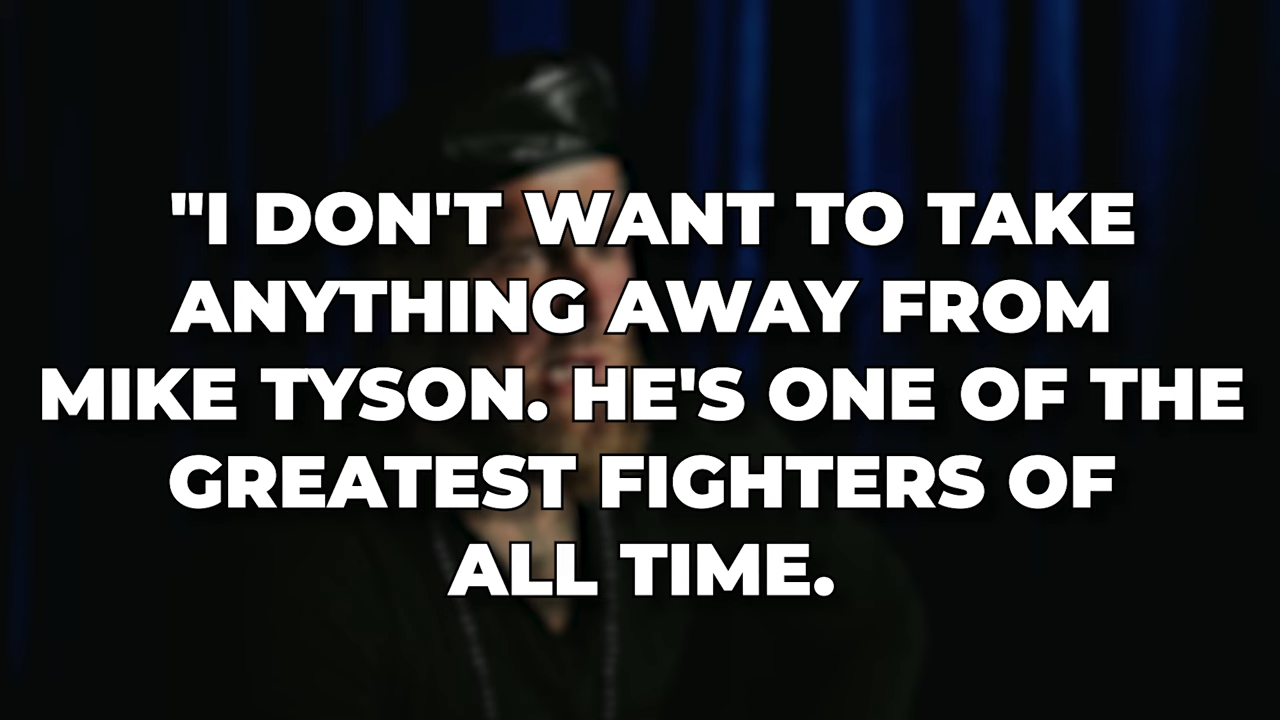 "I DON'T WANT TO TAKE
ANYTHING AWAY FROM
MIKE TYSON. HE'S ONE OF THE
GREATEST FIGHTERS OF
ALL TIME.